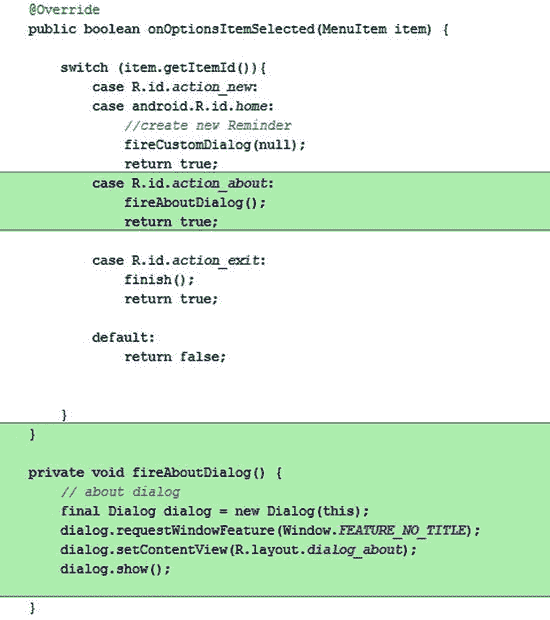 @Override
public boolean onOptionsItemSelected(MenuItem item) {
switch (item.getItemId()){
case R.id.action_new:
case android.R.id.home:
//create new Reminder
fireCustomDialog(null);
return true;
case R.id.action_about:
fireAboutDialog();
return true;
case R.id.action_exit:
finish();
return true;
default:
return false;
}
}
private void fireAboutDialog() {
// about dialog
final Dialog dialog = new Dialog(this);
dialog.requestWindowFeature(Window.FEATURE_NO_TITLE);
dialog.setContentView(R.layout.dialog_about);
dialog.show();
}